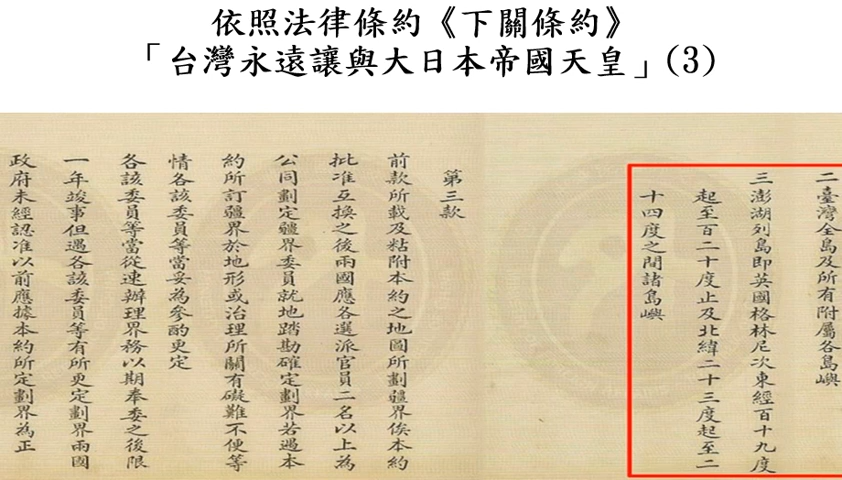 依照法律條約《下關條約》
「台灣永遠讓與大日本帝國天皇」(3)
二臺灣全島及所有附屬各島嶼
三澎湖列島即英國格林尼次東經百十九度
起至百二十度止及北緯二十三度起至二
十四度之間諸島嶼
第三款
前款所載及粘附本約之地圖所劃疆界俟本約
批准互換之後兩國應各選派官員二名以上為
公同劃定疆界委員就地踏勘確定劃界若遇本
約所訂疆界於地形或治理所關有礙難不便等
情各該委員等當妥為參酌更定
各該委員等當從速辦理界務以期奉委之後限
一年竣事但遇各該委員等有所更定劃界兩國
政府未經認准以前應據本約所定劃界為正